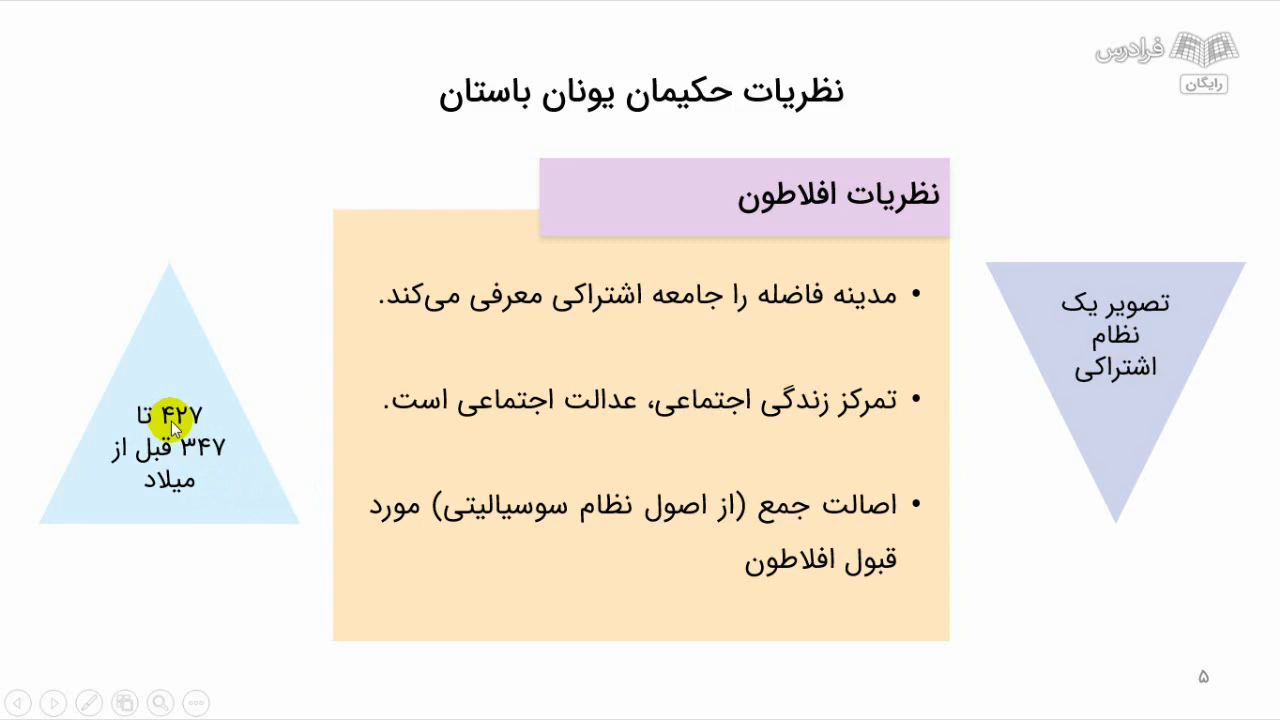 فرادرس
رایگان
نظریات حکیمان یونان باستان
نظریات افلاطون
• مدینه فاضله را جامعه اشتراکی معرفی می‌کند.
• تمرکز زندگی اجتماعی، عدالت اجتماعی است.
• اصالت جمع (از اصول نظام سوسیالیتی) مورد
قبول افلاطون
تصویر یک
نظام
اشتراکی
۴۲۷ تا
۳۴۷ قبل از
میلاد
۵